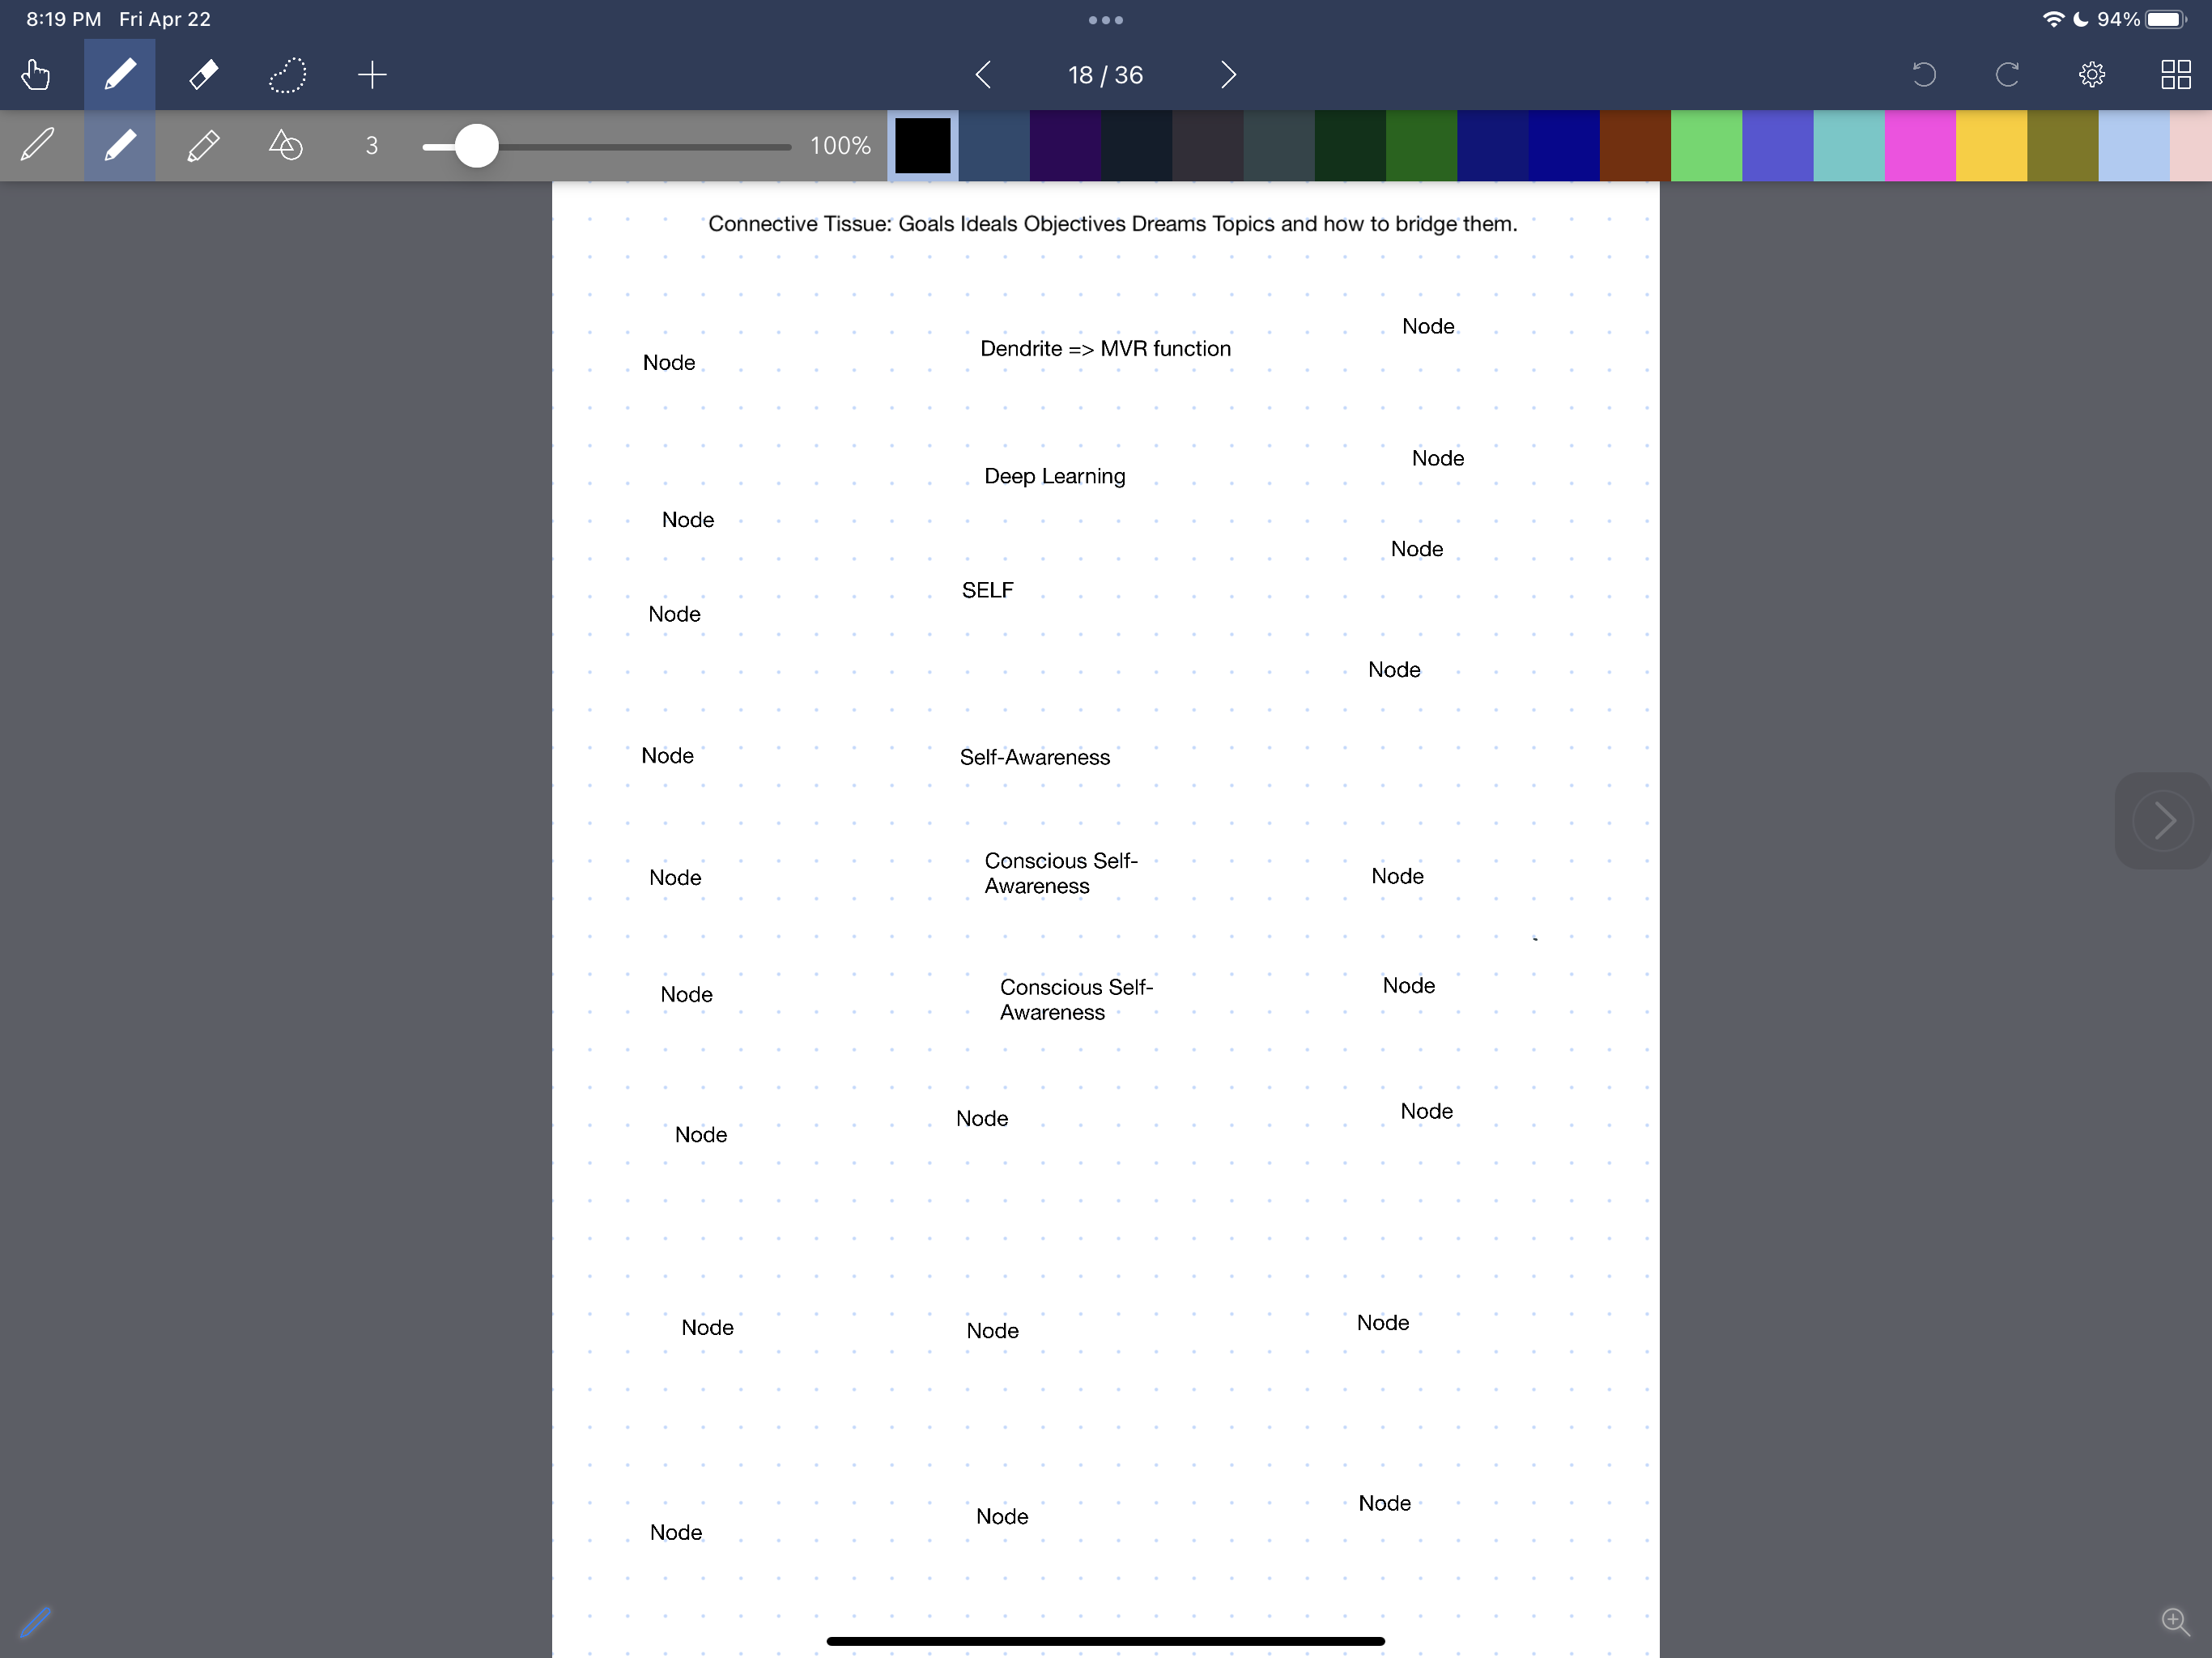 8:19 PM Fri Apr 22
94%
18 / 36
3
100%
Connective Tissue: Goals Ideals Objectives Dreams Topics and how to bridge them.
Node
Dendrite => MVR function
Node
Node
Deep Learning
Node
Node
SELF
Node
Node
Node
Self-Awareness
Conscious Self-
Awareness
Node
Node
Node
Conscious Self-
Awareness
Node
Node
Node
Node
Node
Node
Node
Node
Node
Node